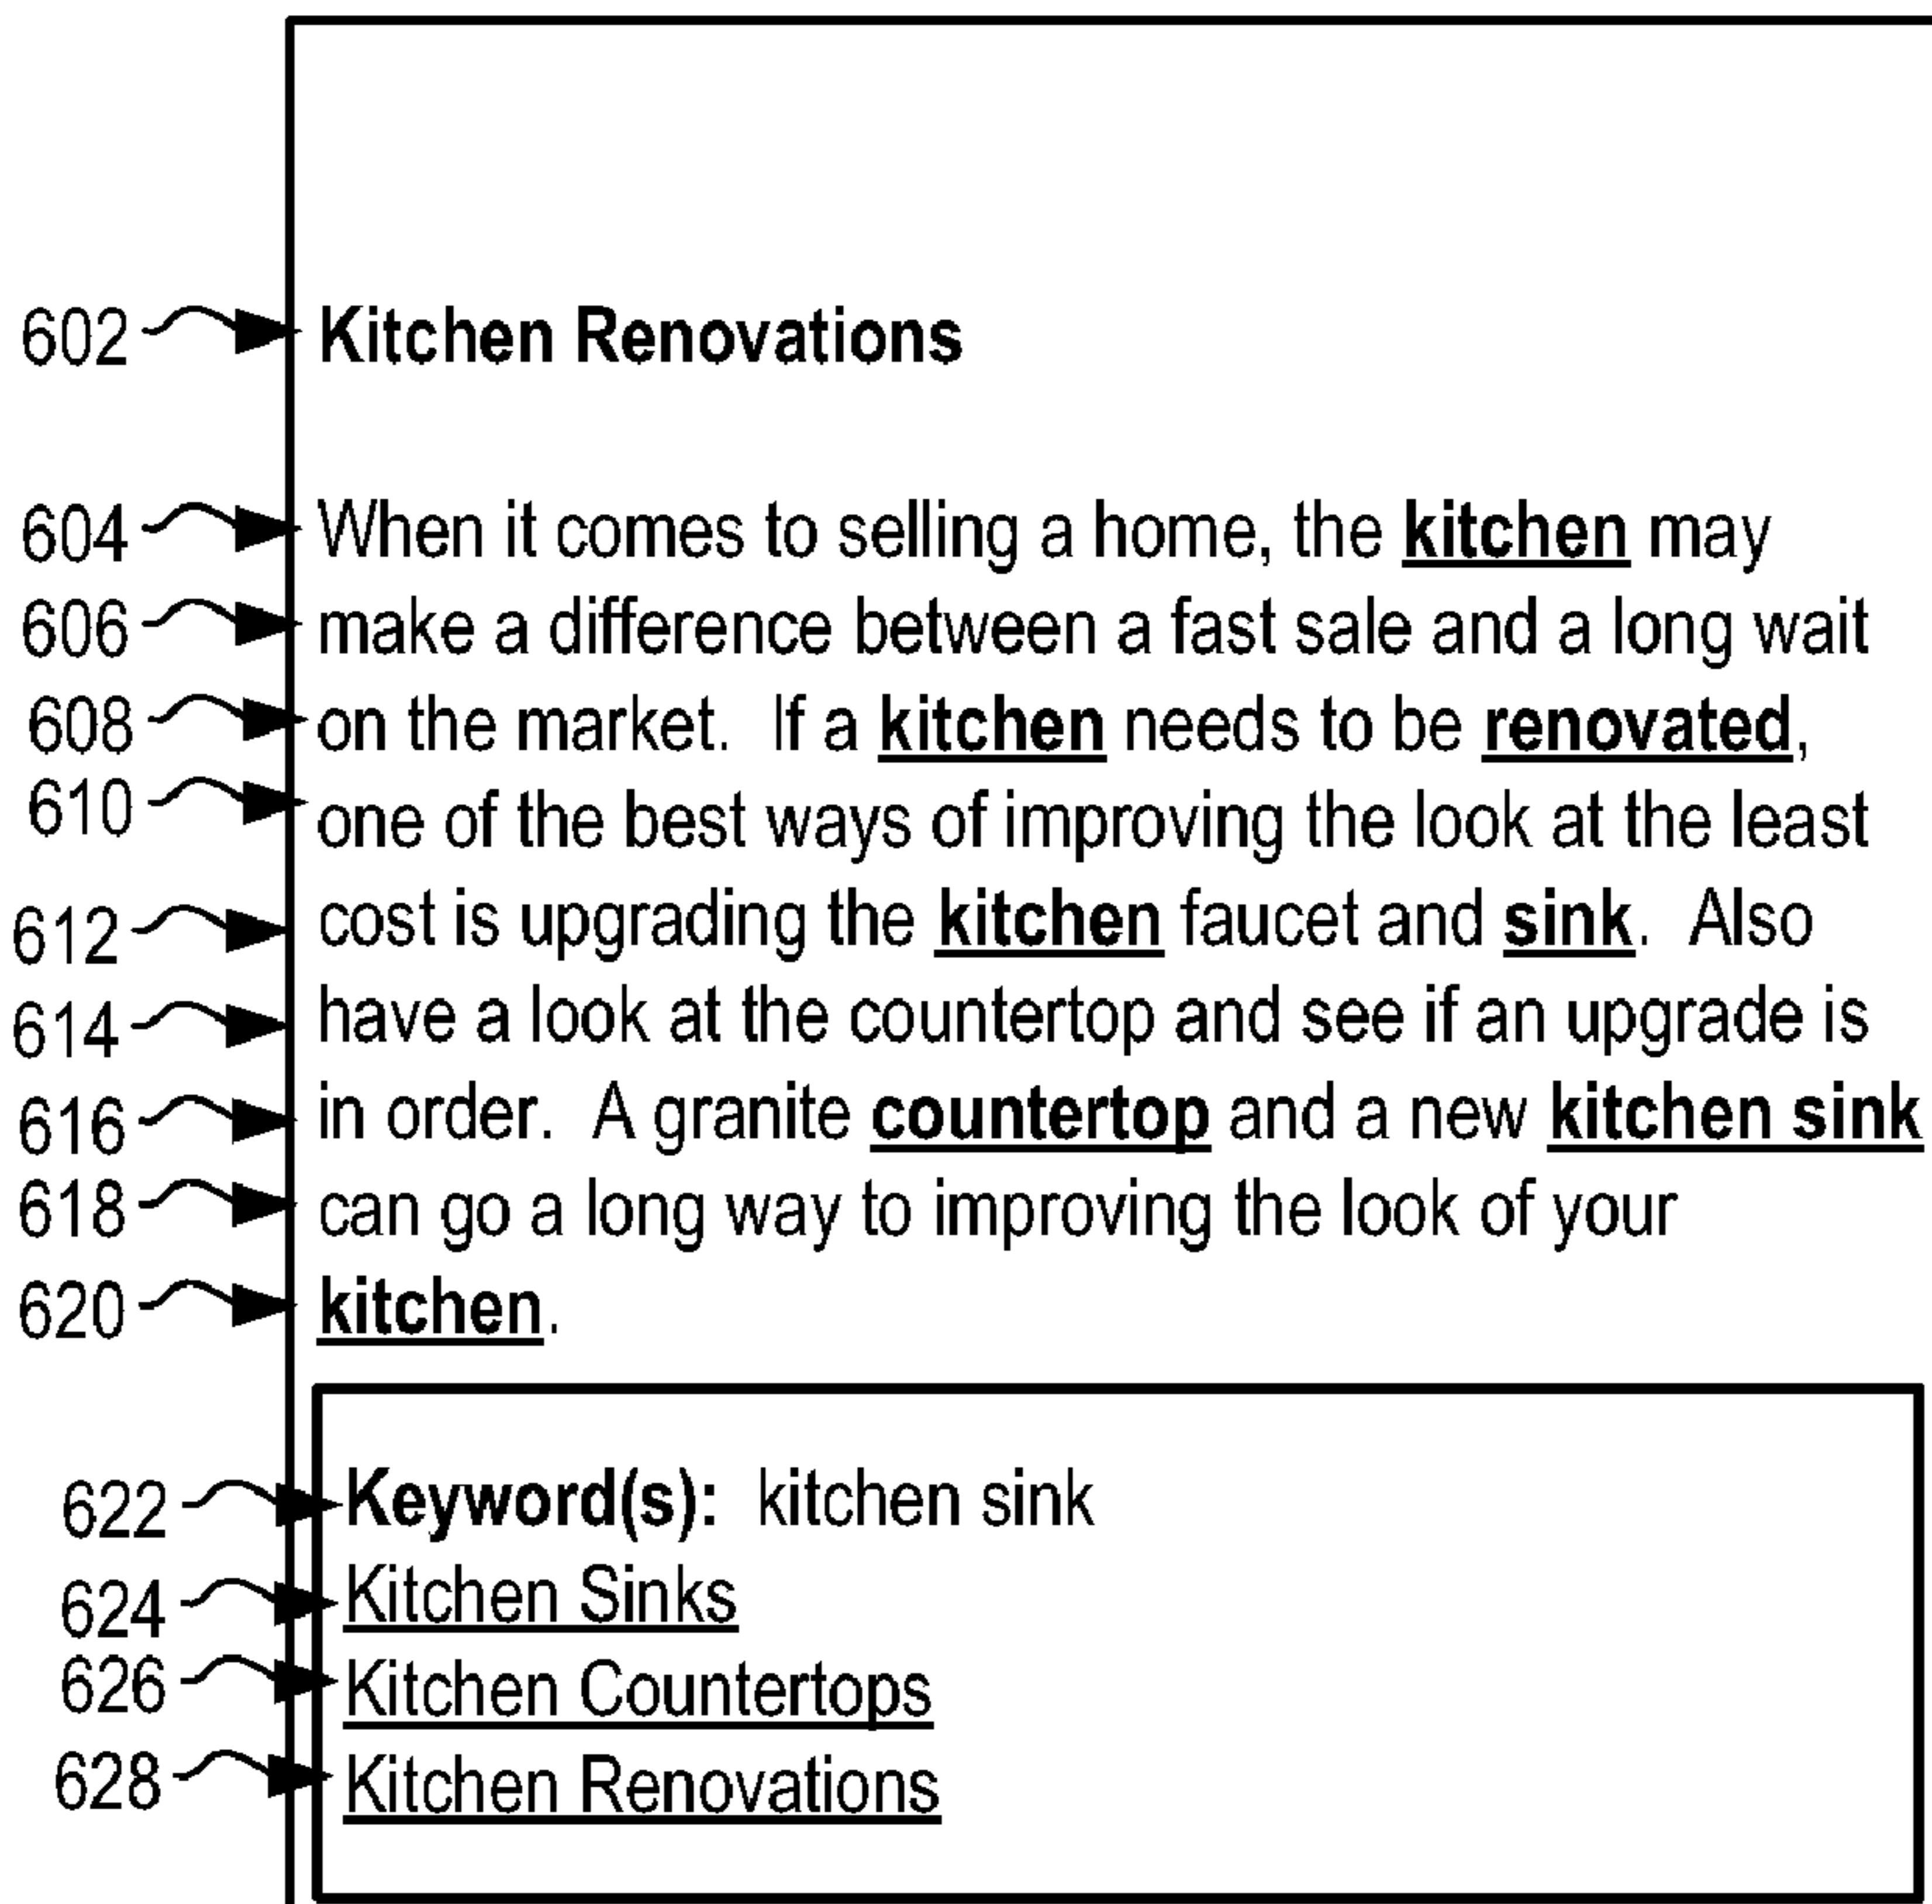 602 Kitchen Renovations
604 When it comes to selling a home, the kitchen may
606 make a difference between a fast sale and a long wait
608 on the market. If a kitchen needs to be renovated,
610 one of the best ways of improving the look at the least
612 cost is upgrading the kitchen faucet and sink. Also
614 have a look at the countertop and see if an upgrade is
616 in order. A granite countertop and a new kitchen sink
618 can go a long way to improving the look of your
620 kitchen.
622 Keyword(s): kitchen sink
624 Kitchen Sinks
626 Kitchen Countertops
628 Kitchen Renovations